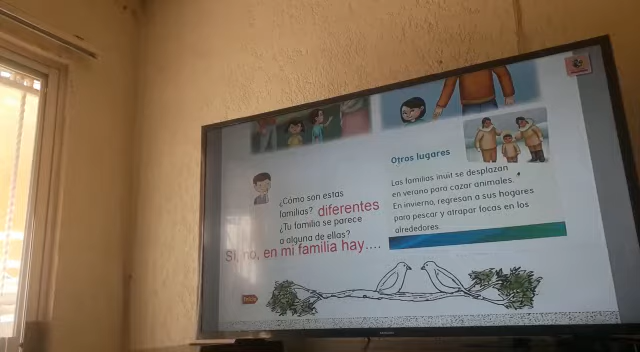 ¿Cómo son estas
familias? diferentes
¿Tu familia se parece
a alguna de ellas?
Sí, no, en mi familia hay....
Otros lugares
Las familias inuit se desplazan
en verano para cazar animales.
En invierno, regresan a sus hogares
para pescar y atrapar focas en los
alrededores.